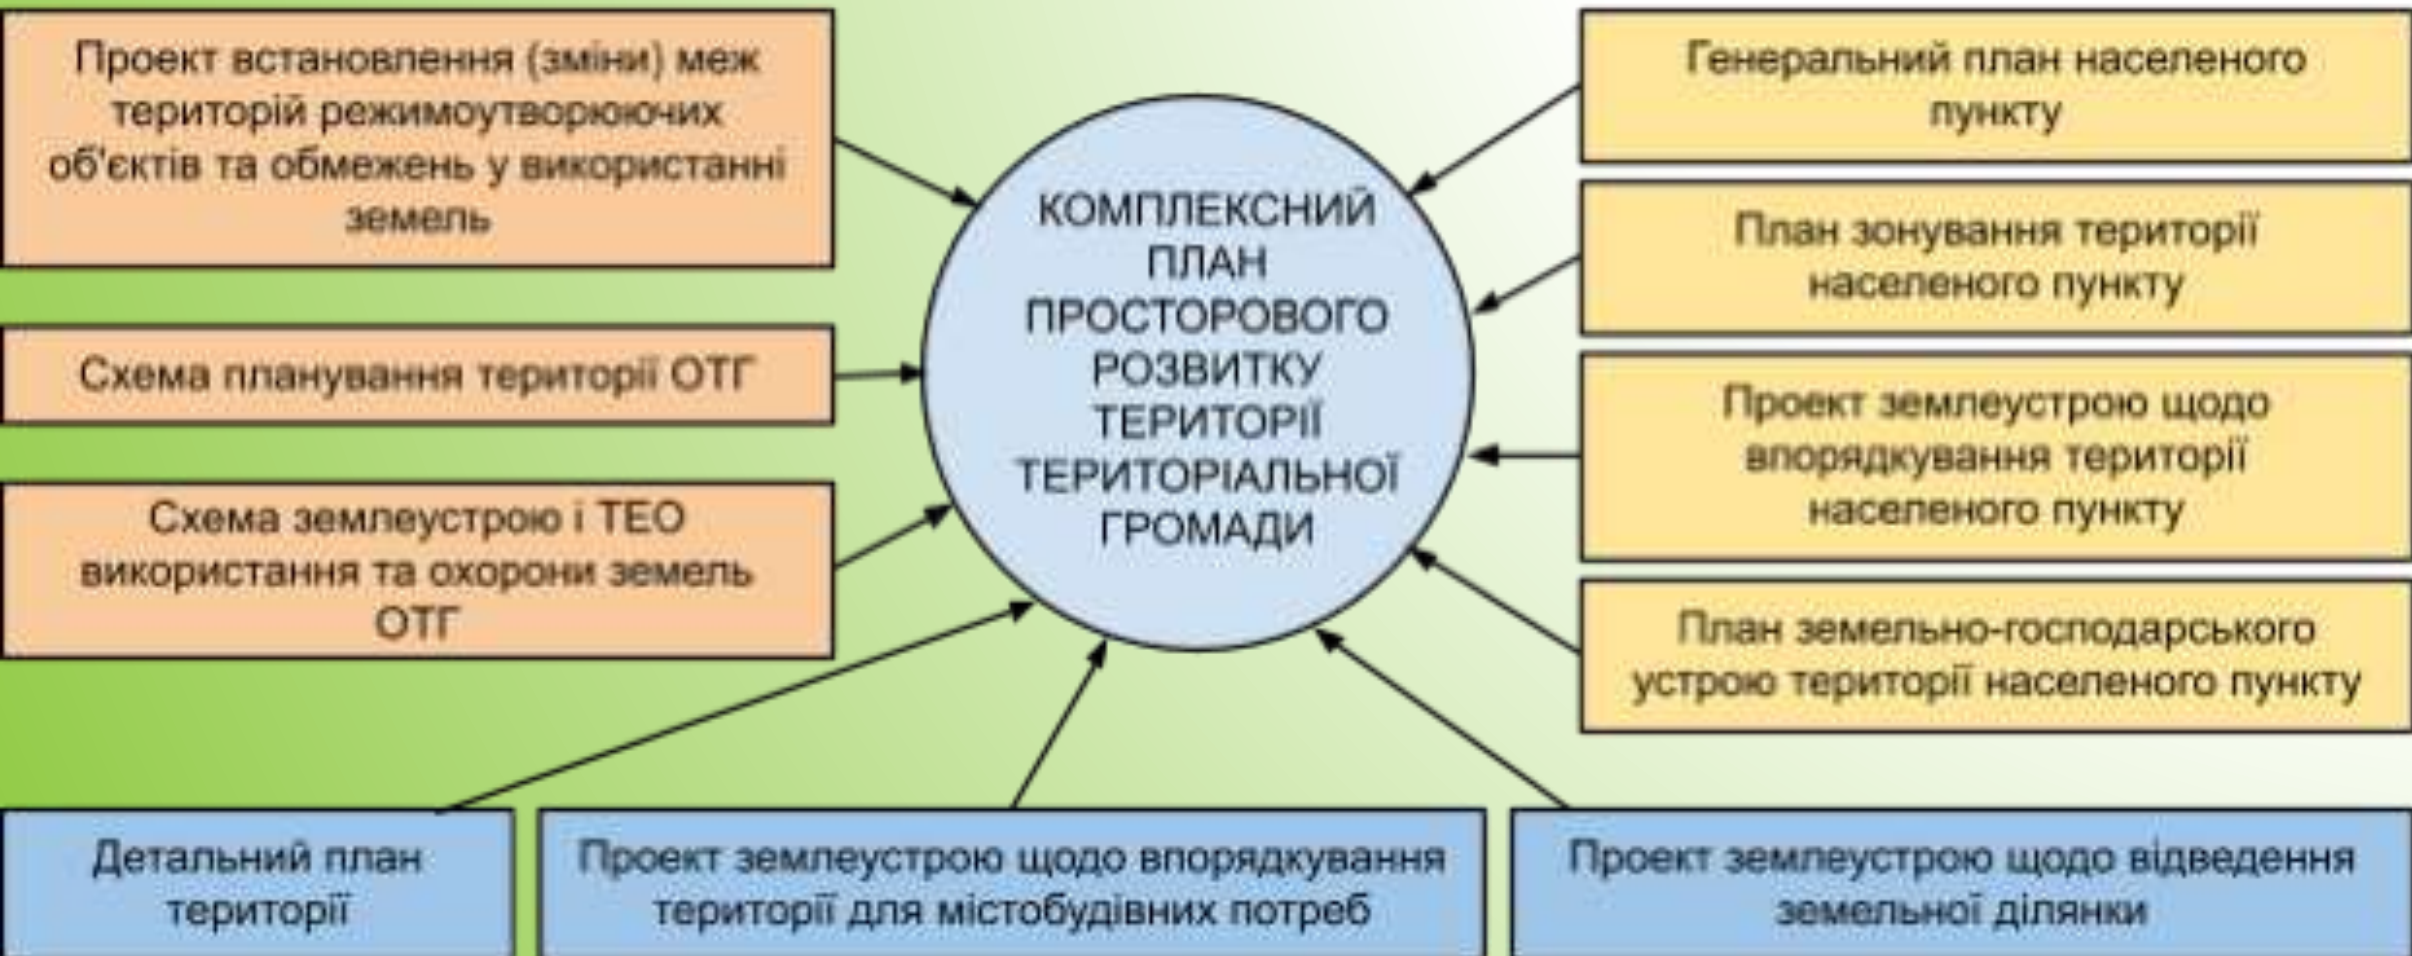 Проект встановлення (зміни) меж
територій режимоутворюючих
об'єктів та обмежень у використанні
земель
Схема планування території ОТГ
Схема землеустрою і ТЕО
використання та охорони земель
ОТГ
КОМПЛЕКСНИЙ
ПЛАН
ПРОСТОРОВОГО
РОЗВИТКУ
ТЕРИТОРІЇ
ТЕРИТОРІАЛЬНОЇ
ГРОМАДИ
Генеральний план населеного
пункту
План зонування території
населеного пункту
Проект землеустрою щодо
впорядкування території
населеного пункту
План земельно-господарського
устрою території населеного пункту
Детальний план
території
Проект землеустрою щодо впорядкування
території для містобудівних потреб
Проект землеустрою щодо відведення
земельної ділянки